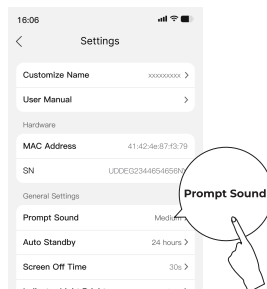 16:06
Settings
Customize Name xxxxxxxxx
User Manual
Hardware
MAC Address 41:42:4e:87:f3:79
SN UDDEG2344654656N
General Settings
Prompt Sound Medium
Prompt Sound
Auto Standby 24 hours
Screen Off Time 30s